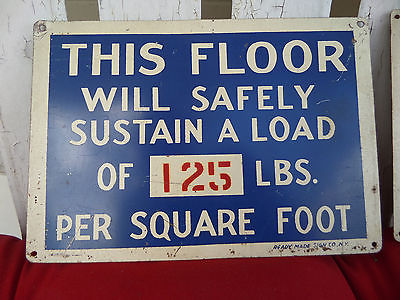 THIS FLOOR
WILL SAFELY
SUSTAIN A LOAD
OF 125 LBS.
PER SQUARE FOOT
READY MADE SIGN CO. N.Y.